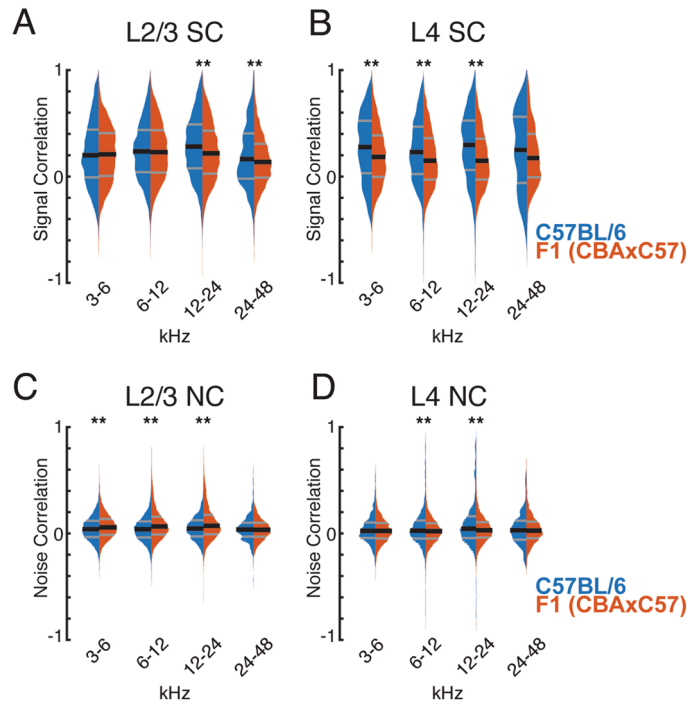 A
L2/3 SC
** **
1
0
-1
Signal Correlation
3-6
6-12
12-24
24-48
kHz
B
L4 SC
** ** **
1
0
-1
Signal Correlation
3-6
6-12
12-24
24-48
kHz
C57BL/6
F1 (CBAxC57)
C
L2/3 NC
** ** **
1
0
-1
Noise Correlation
3-6
6-12
12-24
24-48
kHz
D
L4 NC
** **
1
0
-1
Noise Correlation
3-6
6-12
12-24
24-48
kHz
C57BL/6
F1 (CBAxC57)